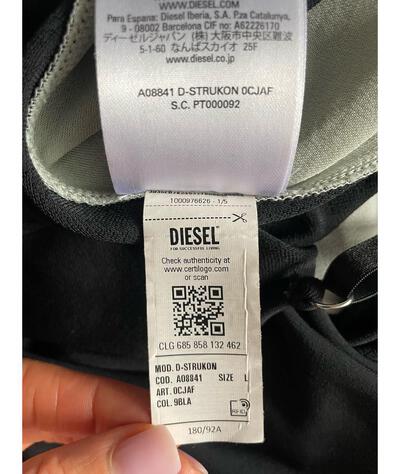 WWW.DIESEL.COM
Para Espana: Diesel Iberia, S.A. P.za Catalunya,
9 - 08002 Barcelona CIF no: A62226170
ディーゼルジャパン (株) 大阪市中央区難波
5-1-60 なんばスカイオ 25F
www.diesel.co.jp
A08841 D-STRUKON 0CJAF
S.C. PT000092
1000976626 - 1/5
DIESEL
FOR SUCCESSFUL LIVING
Check authenticity at
www.certilogo.com
or scan
CLG 685 858 132 462
MOD. D-STRUKON
COD. A08841 SIZE L
ART. 0CJAF
COL. 9BLA
RFID
180/92A